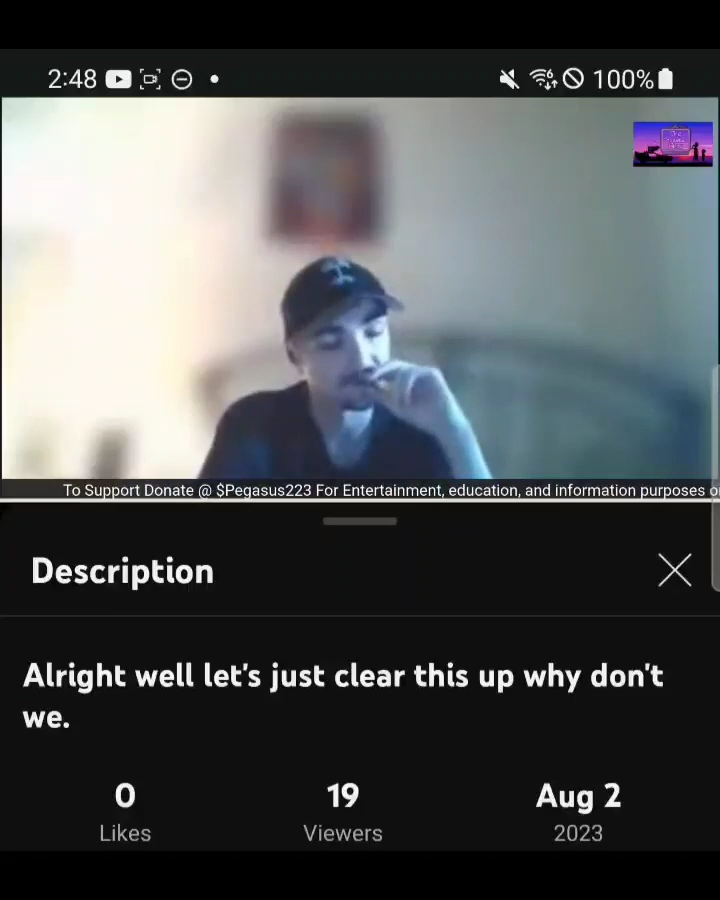 2:48 100%
To Support Donate @ $Pegasus223 For Entertainment, education, and information purposes
Description
Alright well let's just clear this up why don't
we.
0 19 Aug 2
Likes Viewers 2023